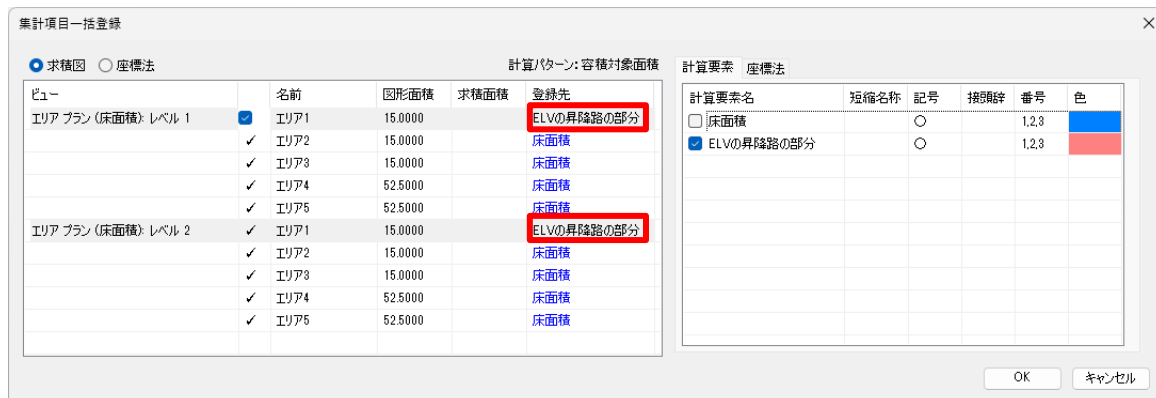 集計項目一括登録
求積図 座標法 計算パターン: 容積対象面積
ビュー 名前 図形面積 求積面積 登録先
エリア プラン (床面積): レベル 1 エリア1 15.0000 ELVの昇降路の部分
✓ エリア2 15.0000 床面積
✓ エリア3 15.0000 床面積
✓ エリア4 52.5000 床面積
✓ エリア5 52.5000 床面積
エリア プラン (床面積): レベル 2 ✓ エリア1 15.0000 ELVの昇降路の部分
✓ エリア2 15.0000 床面積
✓ エリア3 15.0000 床面積
✓ エリア4 52.5000 床面積
✓ エリア5 52.5000 床面積
計算要素 座標法
計算要素名 短縮名称 記号 接頭辞 番号 色
床面積 ○ 1,2,3
ELVの昇降路の部分 ○ 1,2,3
OK キャンセル